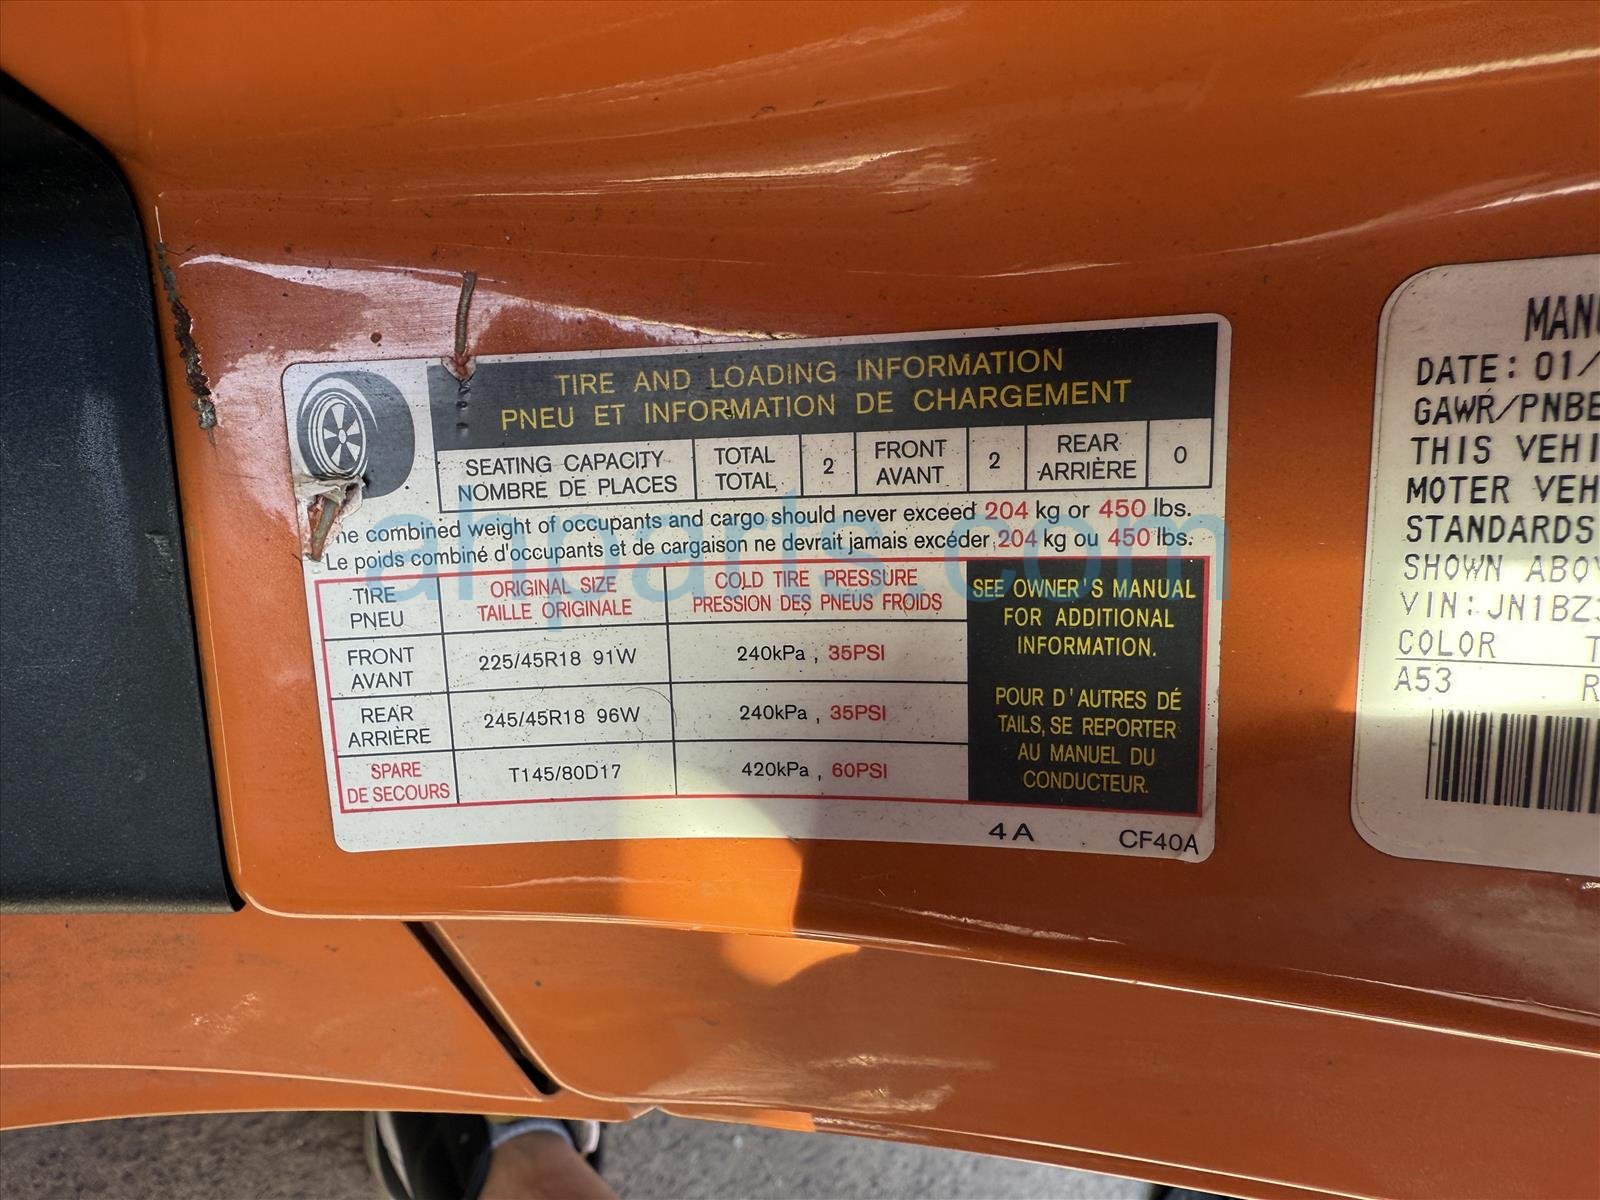 TIRE AND LOADING INFORMATION
PNEU ET INFORMATION DE CHARGEMENT
SEATING CAPACITY
NOMBRE DE PLACES
TOTAL
TOTAL
2
FRONT
AVANT
2
REAR
ARRIÈRE
0
combined weight of occupants and cargo should never exceed 204 kg or 450 lbs.
Le poids combiné d'occupants et de cargaison ne devrait jamais excéder 204 kg ou 450 lbs.
TIRE
PNEU
ORIGINAL SIZE
TAILLE ORIGINALE
COLD TIRE PRESSURE
PRESSION DES PNEUS FROIDS
FRONT
AVANT
225/45R18 91W
240kPa , 35PSI
REAR
ARRIÈRE
245/45R18 96W
240kPa , 35PSI
SPARE
DE SECOURS
T145/80D17
420kPa , 60PSI
SEE OWNER'S MANUAL
FOR ADDITIONAL
INFORMATION.
POUR D'AUTRES DÉ
TAILS, SE REPORTER
AU MANUEL DU
CONDUCTEUR.
4A
CF40A
DATE: 01/
GAWR/PNBE
THIS VEHI
MOTER VEH
STANDARDS
SHOWN ABOV
VIN: JN1BZ
COLOR T
A53 R
ahparts.com